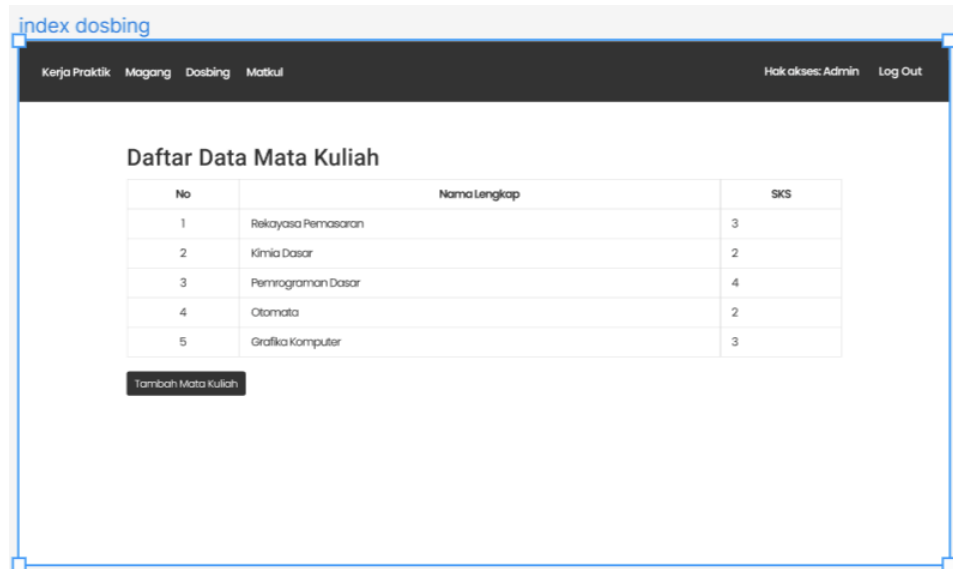 index dosbing
Kerja Praktik Magang Dosbing Matkul Hak akses: Admin Log Out
Daftar Data Mata Kuliah
No Nama Lengkap SKS
1 Rekayasa Pemasaran 3
2 Kimia Dasar 2
3 Pemrograman Dasar 4
4 Otomata 2
5 Grafika Komputer 3
Tambah Mata Kuliah